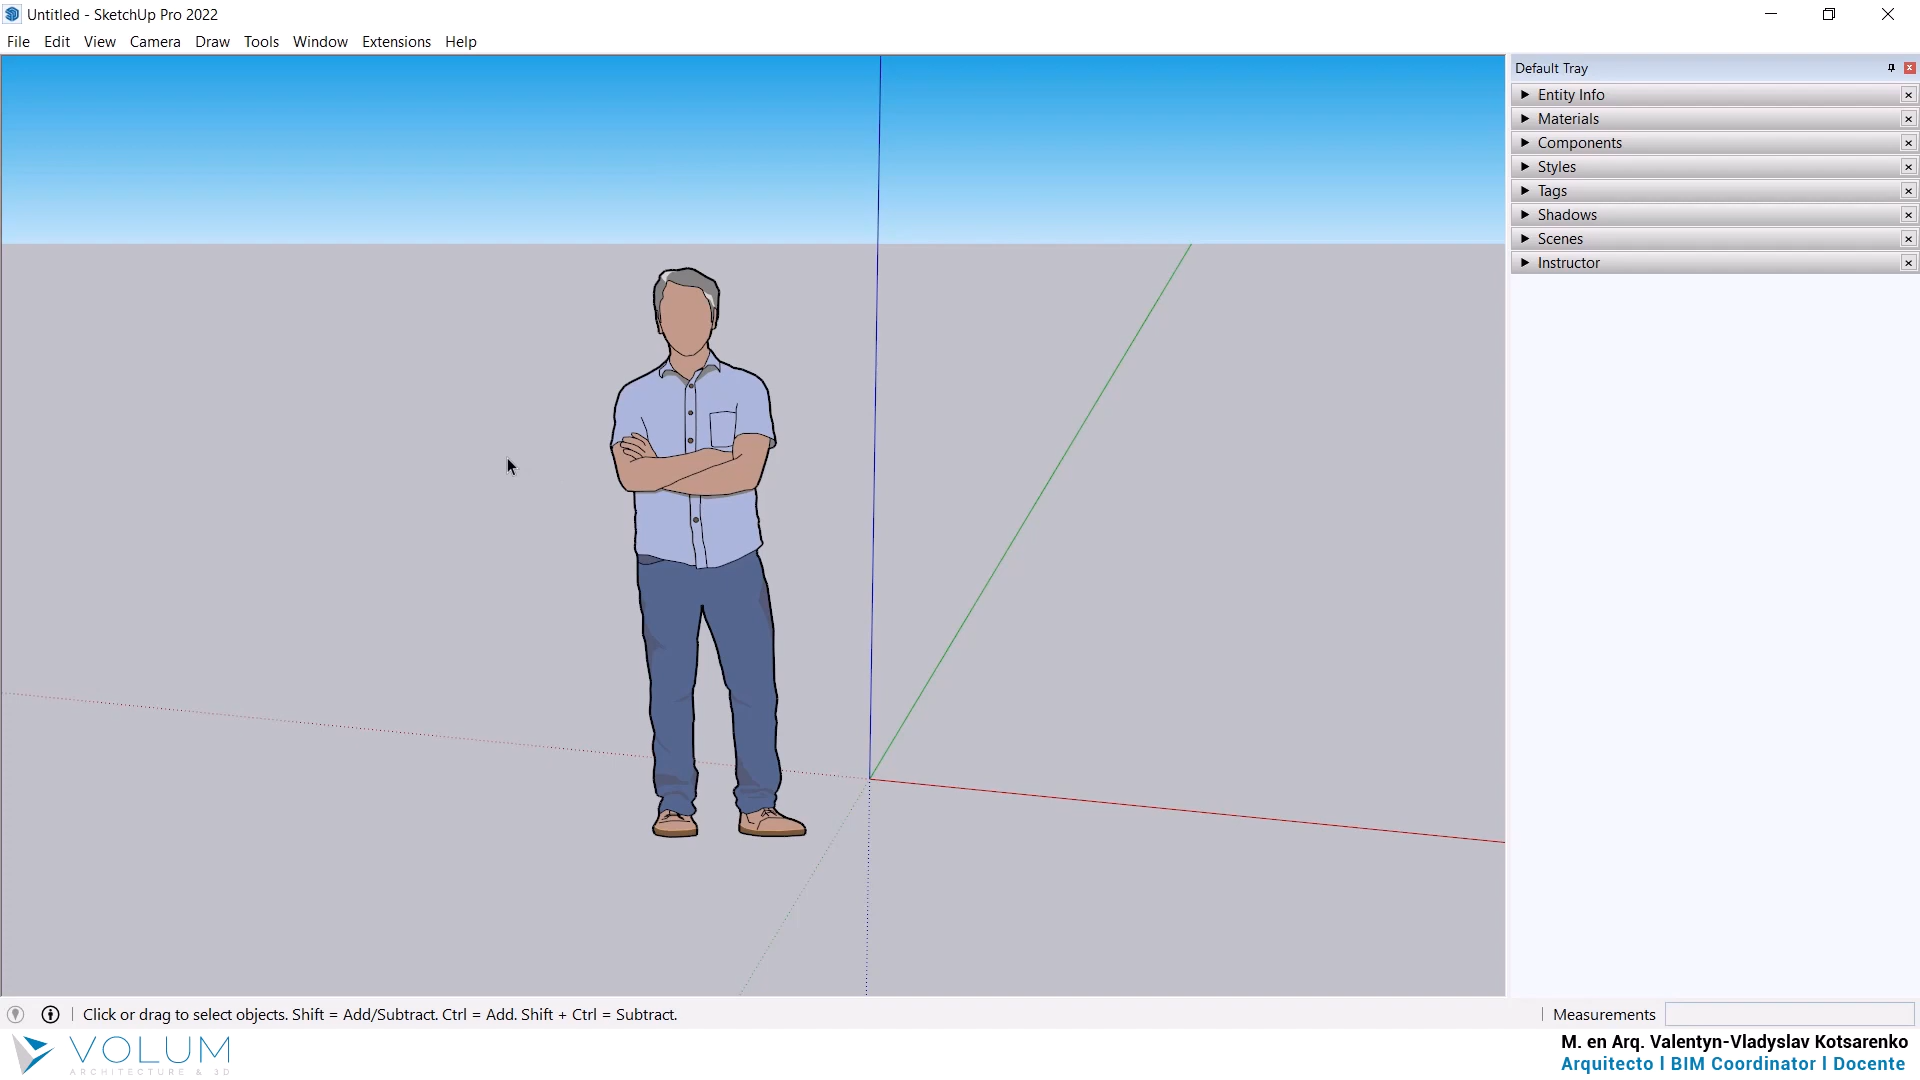 Untitled - SketchUp Pro 2022
File Edit View Camera Draw Tools Window Extensions Help
Default Tray
Entity Info
Materials
Components
Styles
Tags
Shadows
Scenes
Instructor
Click or drag to select objects. Shift = Add/Subtract. Ctrl = Add. Shift + Ctrl = Subtract.
Measurements
VOLUM
ARCHITECTURE & 3D
M. en Arq. Valentyn-Vladyslav Kotsarenko
Arquitecto | BIM Coordinator | Docente